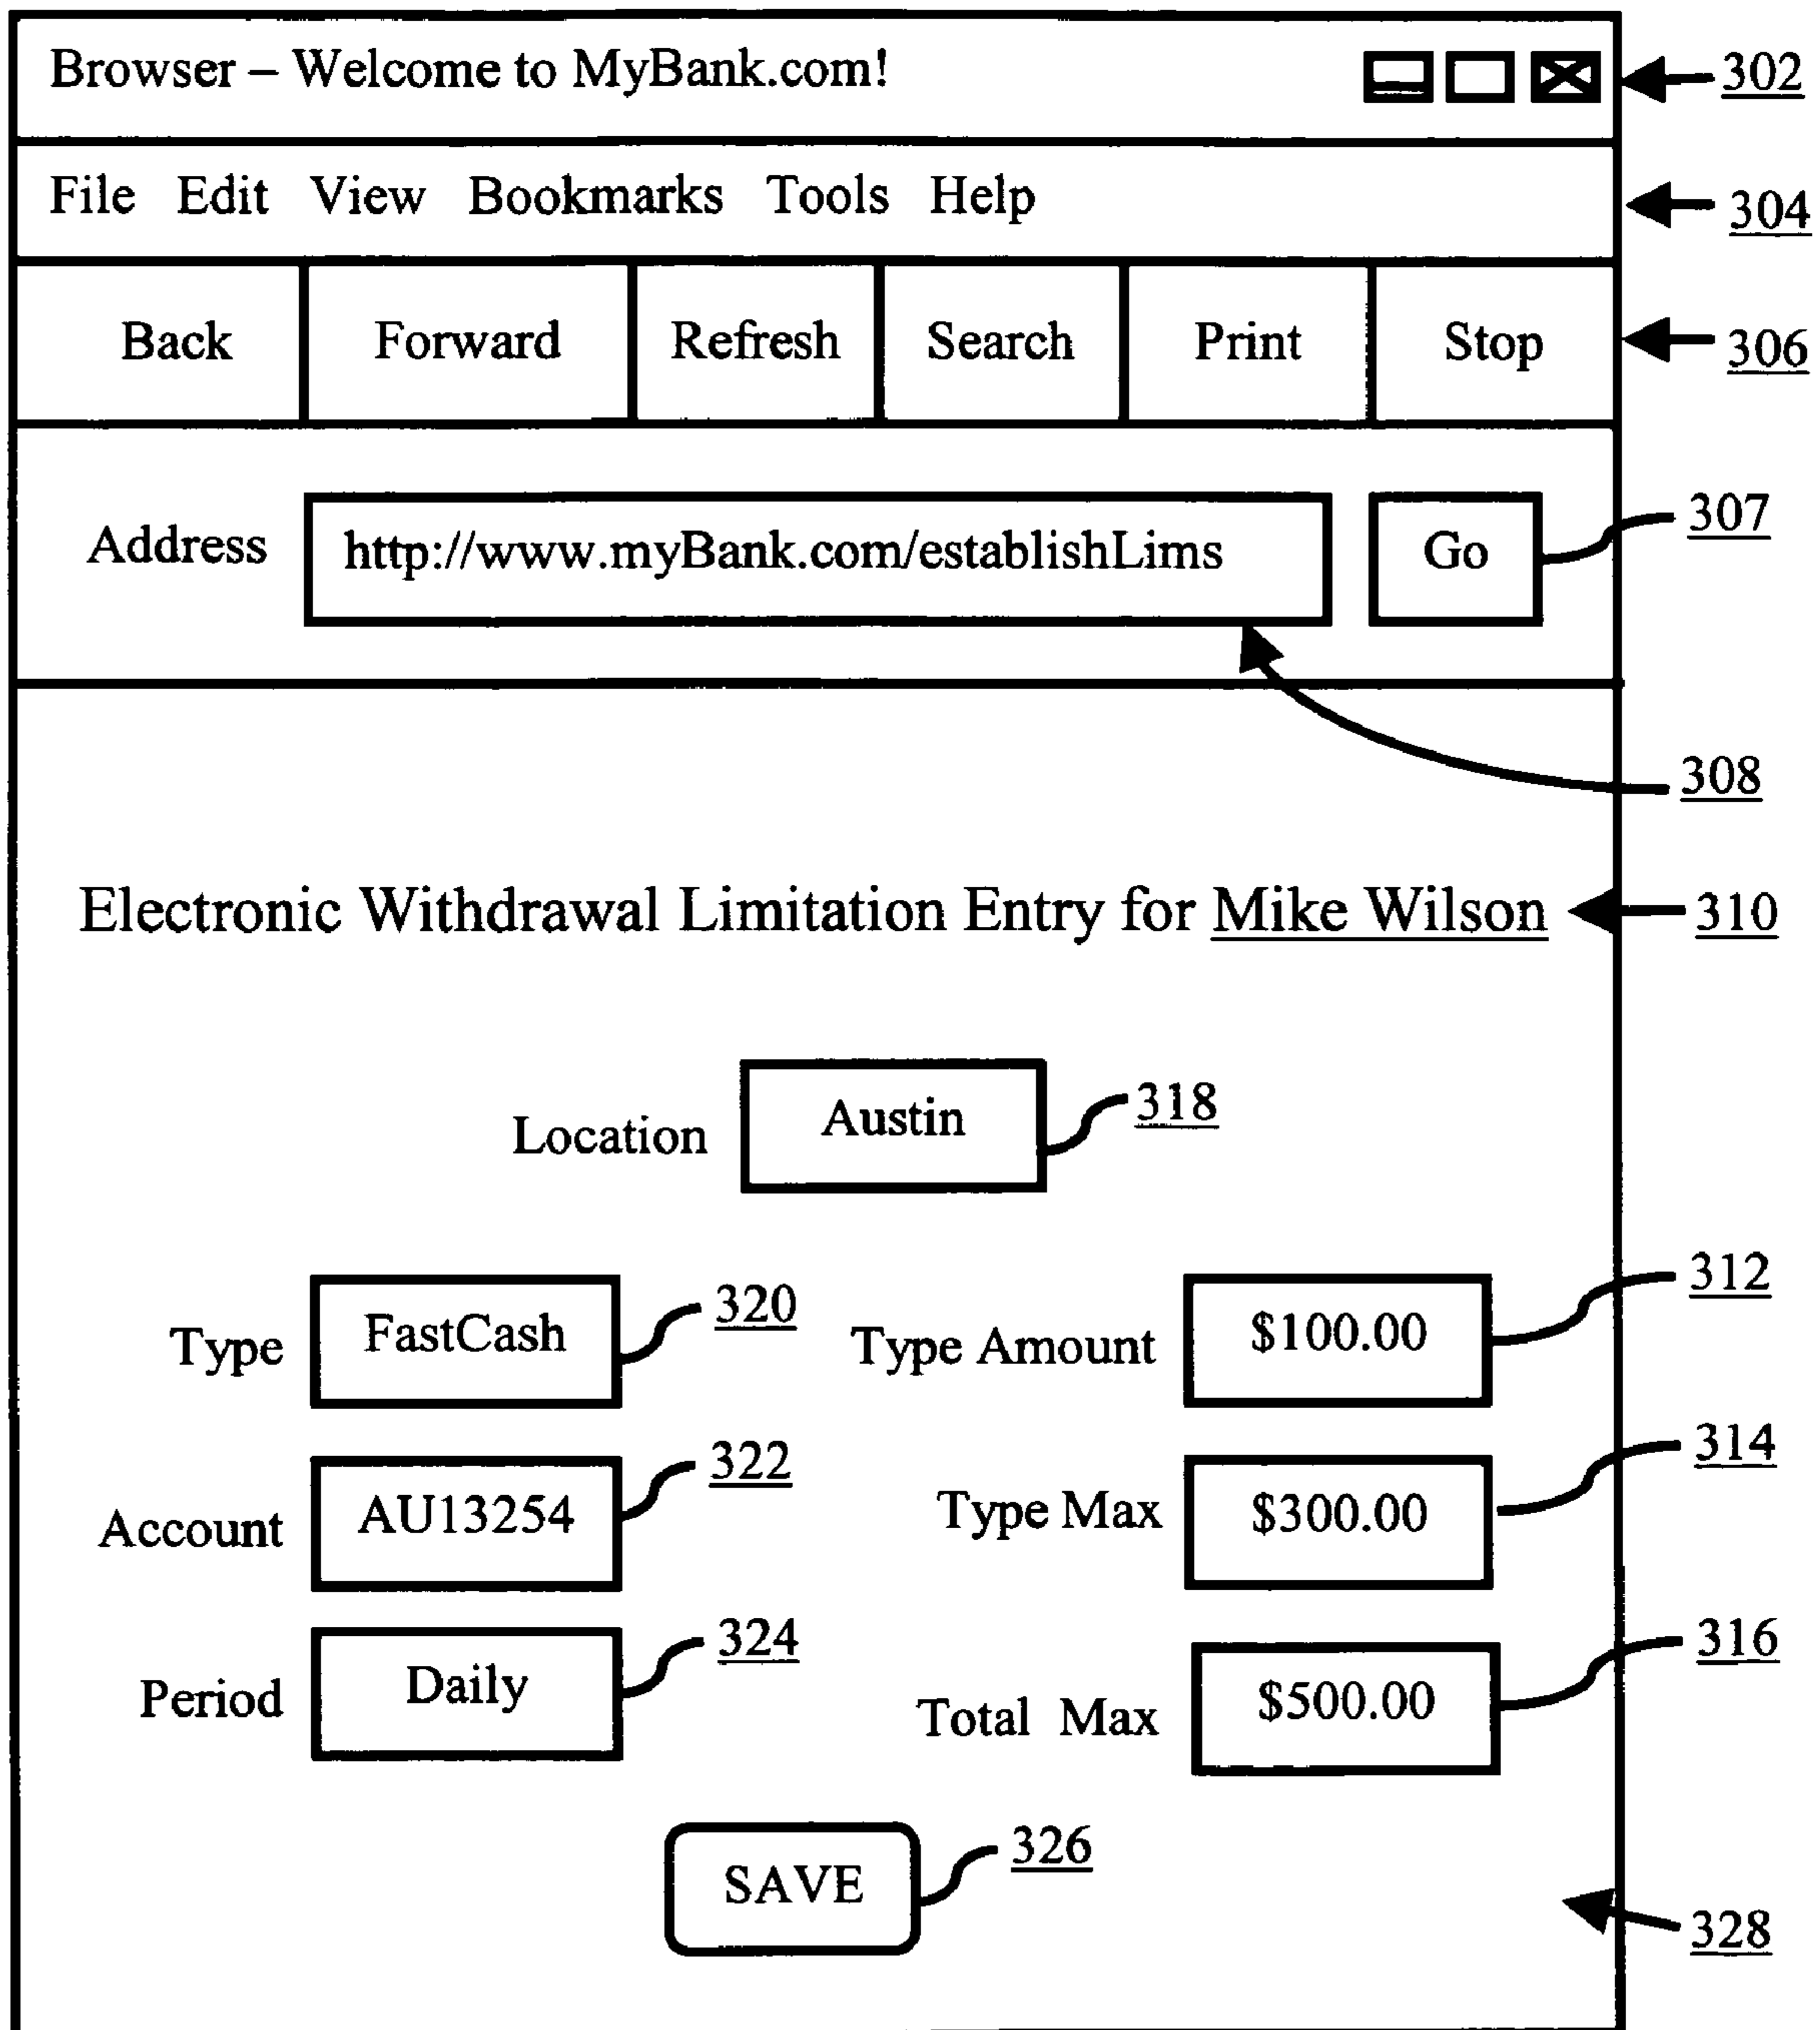 Browser – Welcome to MyBank.com! 302
File Edit View Bookmarks Tools Help 304
Back Forward Refresh Search Print Stop 306
Address http://www.myBank.com/establishLims Go 307
308
Electronic Withdrawal Limitation Entry for Mike Wilson 310
Location Austin 318
Type FastCash 320 Type Amount $100.00 312
Account AU13254 322 Type Max $300.00 314
Period Daily 324 Total Max $500.00 316
SAVE 326
328